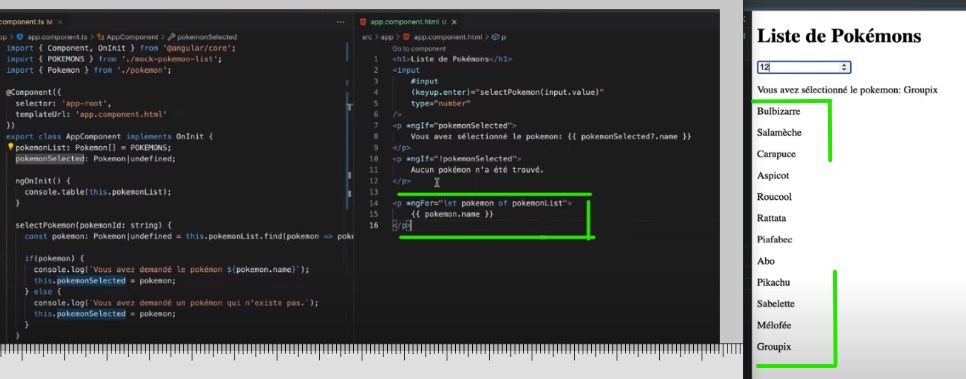 component.ts M ×
app.component.html U ×
app.component.ts > AppComponent > pokemonSelected
src > app > app.component.html > p
import { Component, OnInit } from '@angular/core';
import { POKEMONS } from './mock-pokemon-list';
import { Pokemon } from './pokemon';
@Component({
selector: 'app-root',
templateUrl: 'app.component.html'
})
export class AppComponent implements OnInit {
pokemonList: Pokemon[] = POKEMONS;
pokemonSelected: Pokemon|undefined;
ngOnInit() {
console.table(this.pokemonList);
}
selectPokemon(pokemonId: string) {
const pokemon: Pokemon|undefined = this.pokemonList.find(pokemon => poke
if(pokemon) {
console.log(`Vous avez demandé le pokémon ${pokemon.name}`);
this.pokemonSelected = pokemon;
} else {
console.log(`Vous avez demandé un pokémon qui n'existe pas.`);
this.pokemonSelected = pokemon;
}
}
Go to component
1 <h1>Liste de Pokémons</h1>
2 <input
3 #input
4 (keyup.enter)="selectPokemon(input.value)"
5 type="number"
6 />
7 <p *ngIf="pokemonSelected">
8 Vous avez sélectionné le pokemon: {{ pokemonSelected?.name }}
9 </p>
10 <p *ngIf="!pokemonSelected">
11 Aucun pokémon n'a été trouvé.
12 </p>
13
14 <p *ngFor="let pokemon of pokemonList">
15 {{ pokemon.name }}
16 </p>
Liste de Pokémons
12
Vous avez sélectionné le pokemon: Groupix
Bulbizarre
Salamèche
Carapuce
Aspicot
Roucool
Rattata
Piafabec
Abo
Pikachu
Sabelette
Mélofée
Groupix